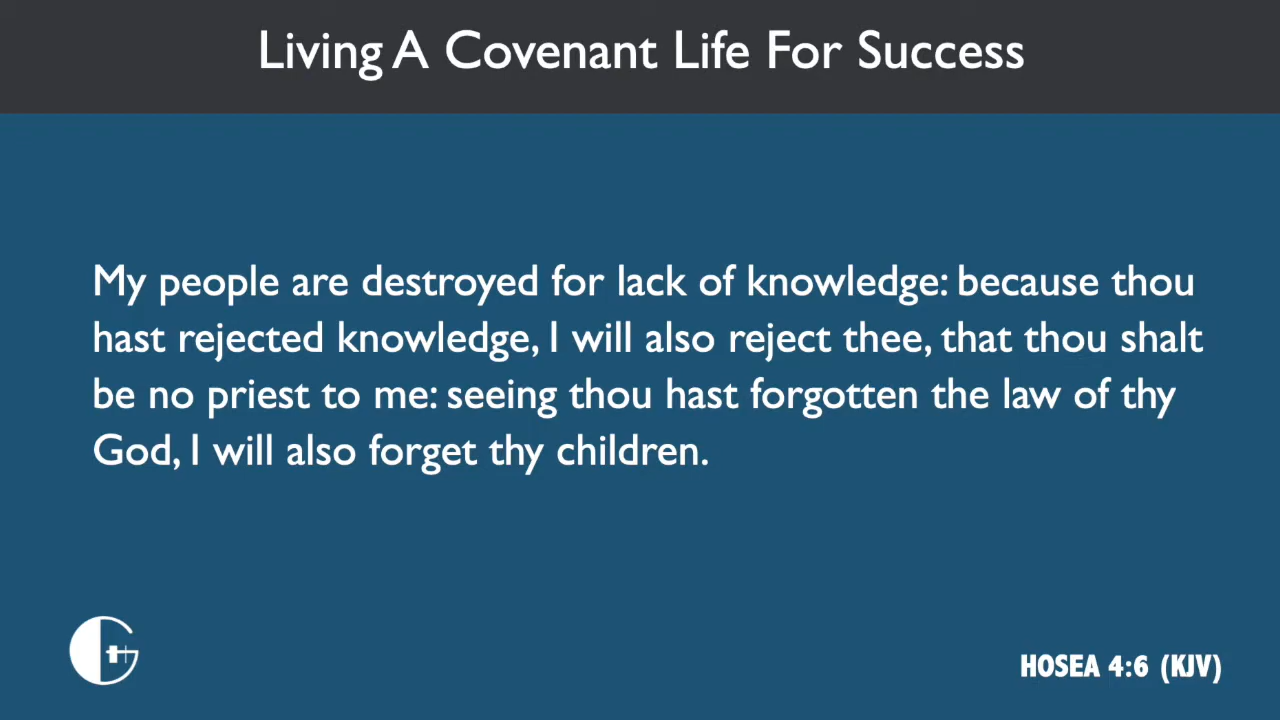 Living A Covenant Life For Success
My people are destroyed for lack of knowledge: because thou
hast rejected knowledge, I will also reject thee, that thou shalt
be no priest to me: seeing thou hast forgotten the law of thy
God, I will also forget thy children.
HOSEA 4:6 (KJV)